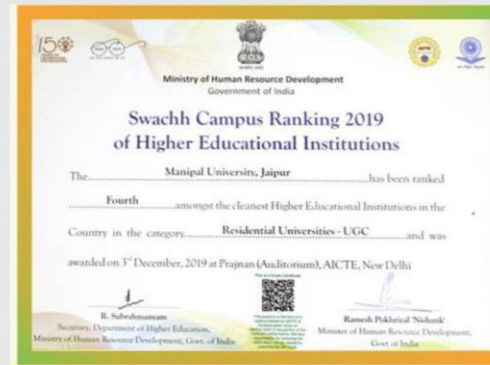 Ministry of Human Resource Development
Government of India
Swachh Campus Ranking 2019
of Higher Educational Institutions
The Manipal University, Jaipur has been ranked
Fourth amongst the cleanest Higher Educational Institutions in the
Country in the category Residential Universities - UGC and was
awarded on 3rd December, 2019 at Prajnan (Auditorium), AICTE, New Delhi
R. Subrahmanyam
Secretary, Department of Higher Education,
Ministry of Human Resource Development, Govt. of India
Ramesh Pokhriyal 'Nishank'
Minister of Human Resource Development,
Govt of India